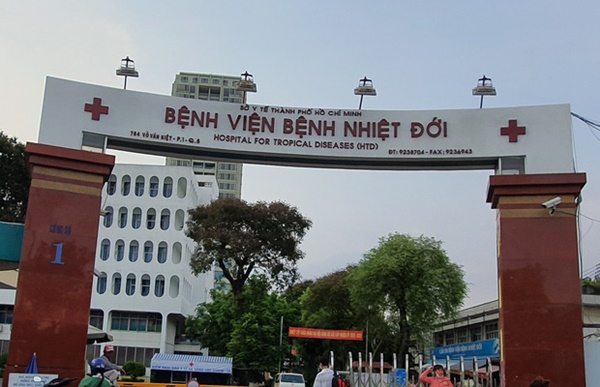 SỞ Y TẾ THÀNH PHỐ HỒ CHÍ MINH
BỆNH VIỆN BỆNH NHIỆT ĐỚI
764 VÕ VĂN KIỆT - P.1 - Q.5
HOSPITAL FOR TROPICAL DISEASES (HTD)
ĐT: 9238704 - FAX: 9236943
CỔNG SỐ
1